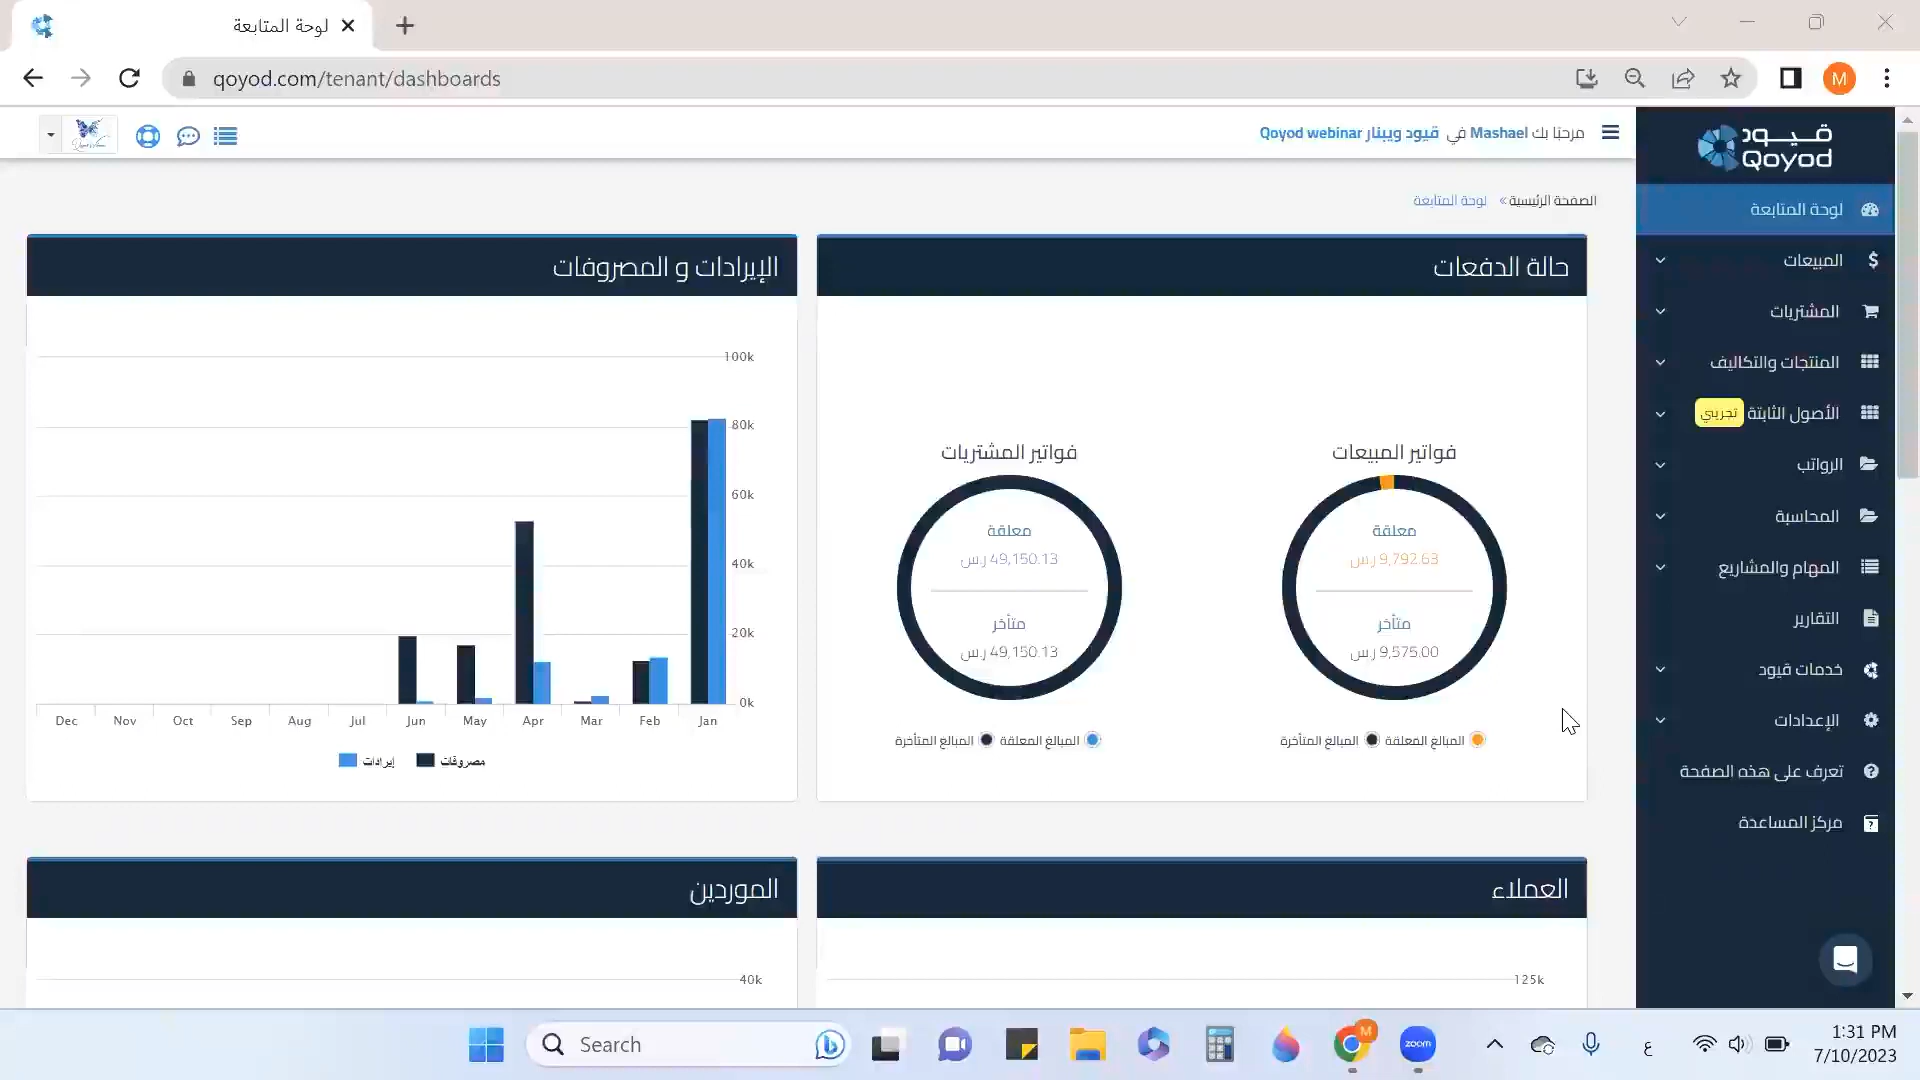 لوحة المتابعة
qoyod.com/tenant/dashboards
M
مرحبًا بك Mashael في قيود ويبنار Qoyod webinar
قيود
Qoyod
الصفحة الرئيسية » لوحة المتابعة
لوحة المتابعة
المبيعات
المشتريات
المنتجات والتكاليف
الأصول الثابتة تجريبي
الرواتب
المحاسبة
المهام والمشاريع
التقارير
خدمات قيود
الإعدادات
تعرف على هذه الصفحة
مركز المساعدة
حالة الدفعات
فواتير المبيعات
معلقة
9,792.63 ر.س
متأخر
9,575.00 ر.س
المبالغ المعلقة المبالغ المتأخرة
فواتير المشتريات
معلقة
49,150.13 ر.س
متأخر
49,150.13 ر.س
المبالغ المعلقة المبالغ المتأخرة
الإيرادات و المصروفات
100k
80k
60k
40k
20k
0k
Dec Nov Oct Sep Aug Jul Jun May Apr Mar Feb Jan
مصروفات إيرادات
العملاء
125k
الموردين
40k
Search
M
zoom
ع
1:31 PM
7/10/2023